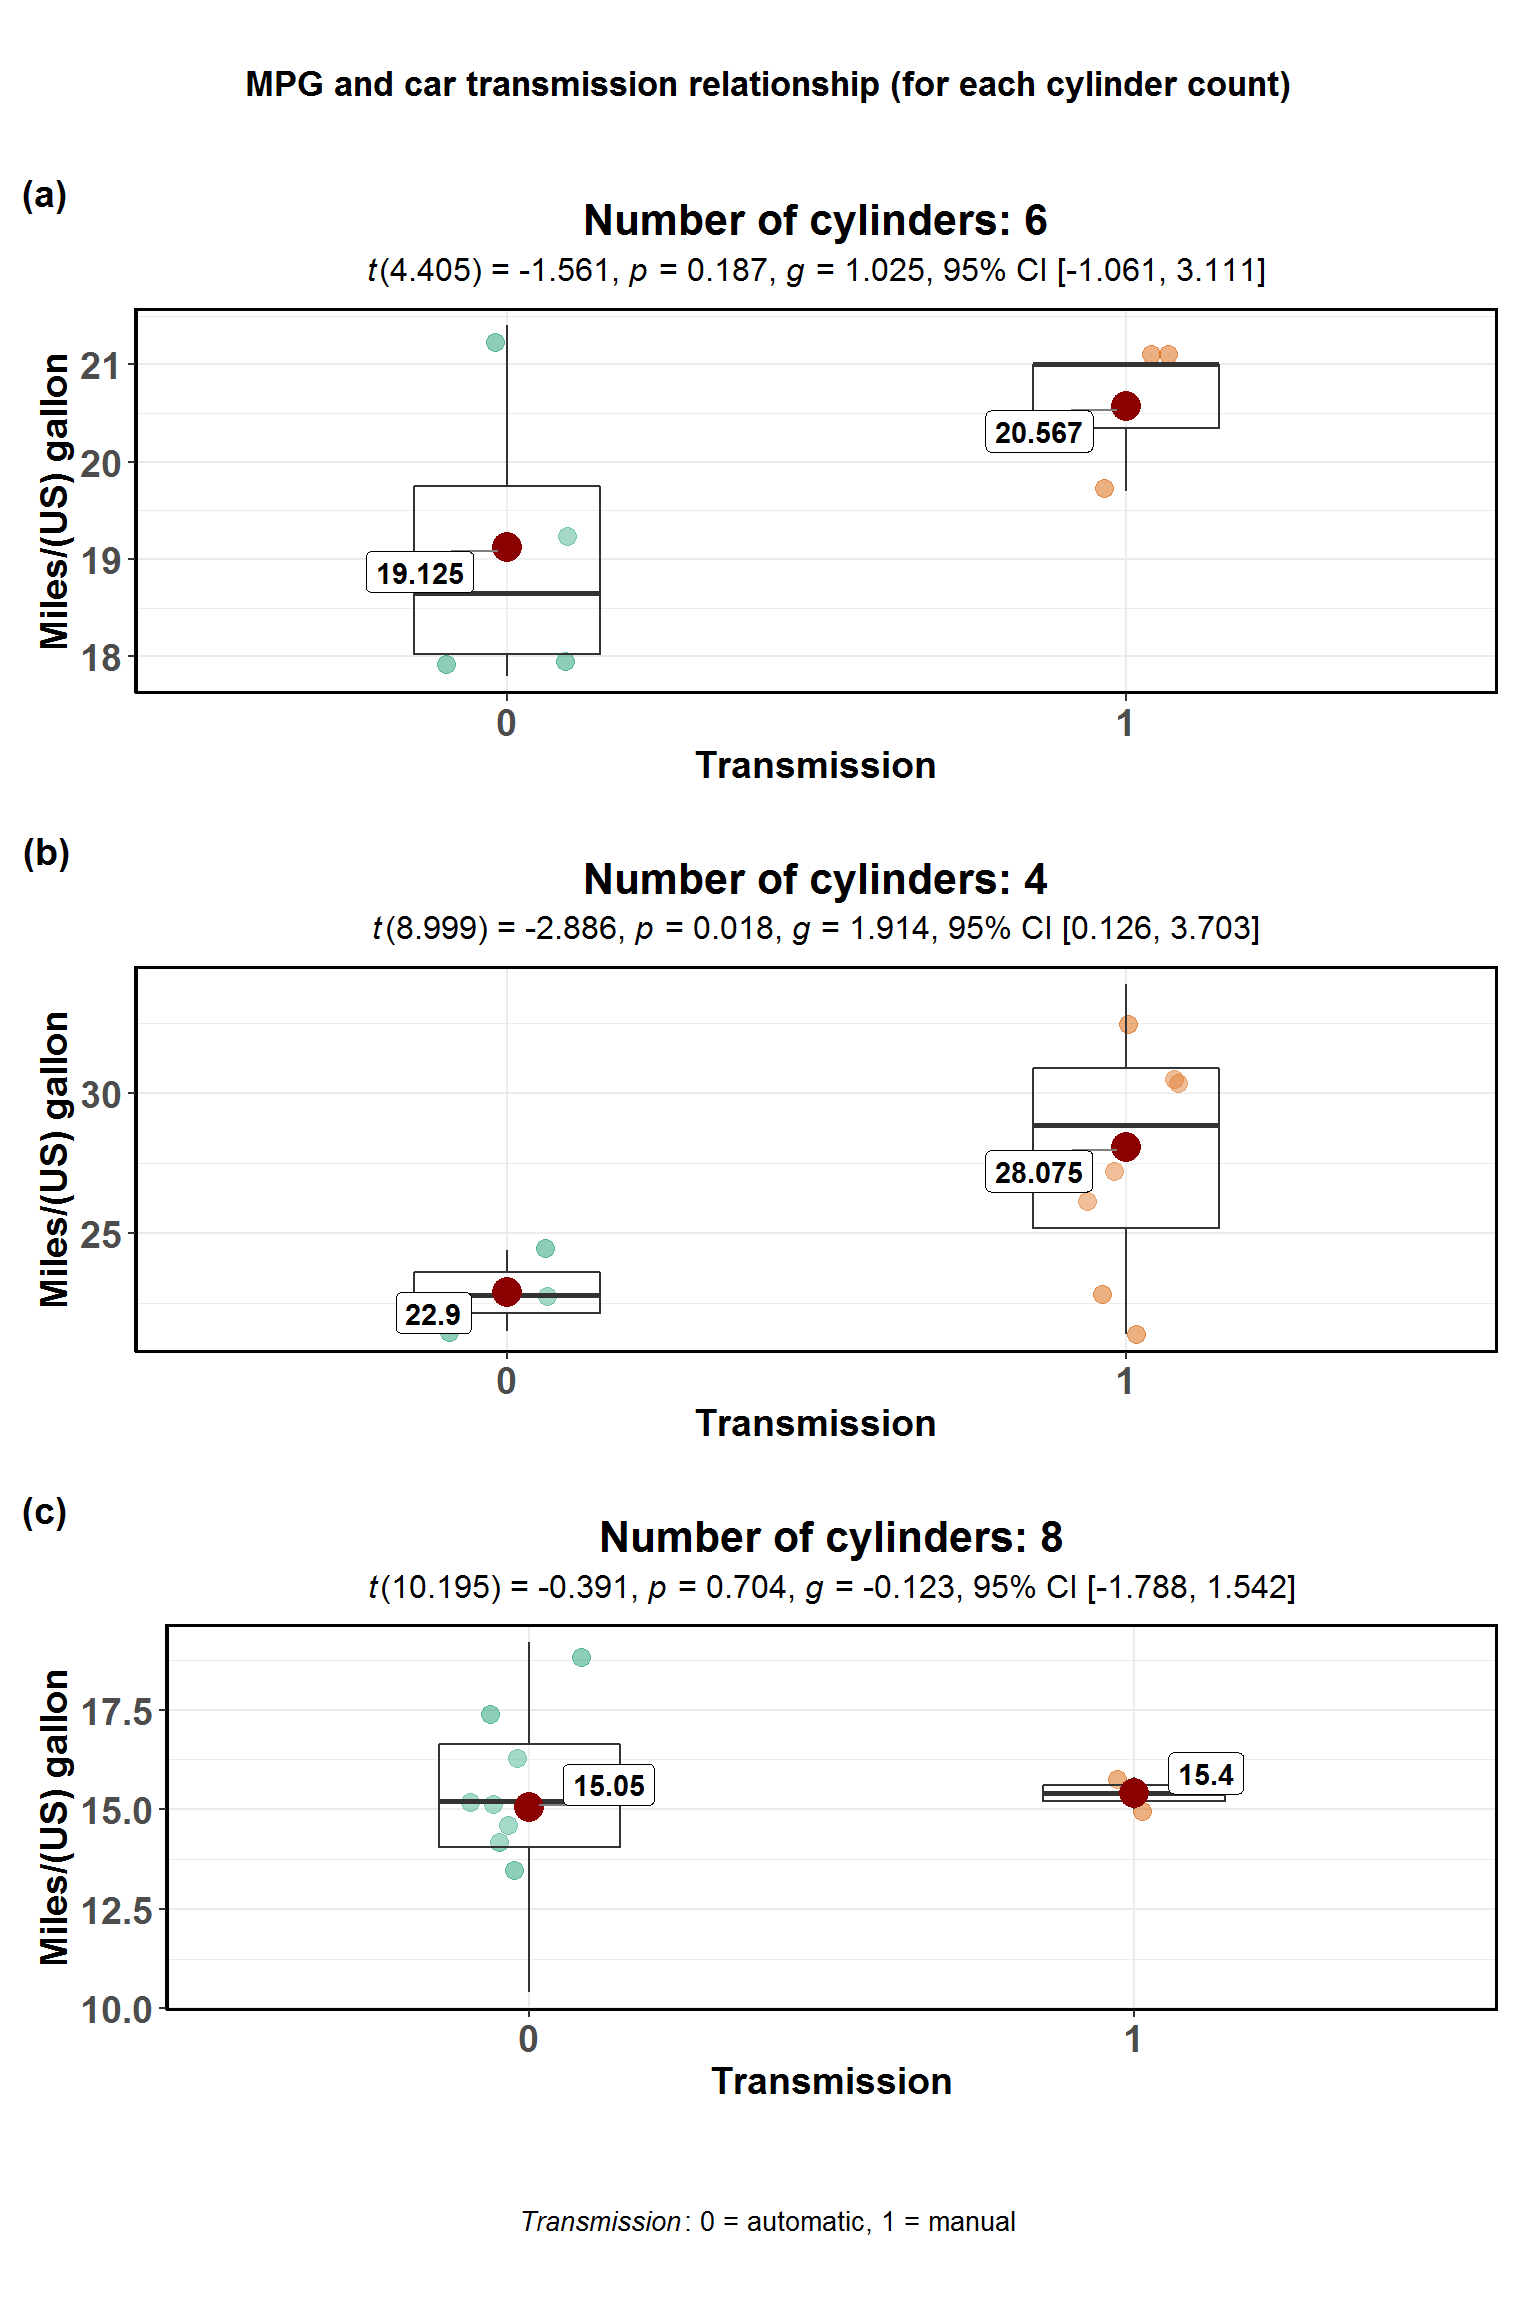 MPG and car transmission relationship (for each cylinder count)
(a)
Number of cylinders: 6
t(4.405) = -1.561, p = 0.187, g = 1.025, 95% CI [-1.061, 3.111]
Miles/(US) gallon
21
20
19
18
20.567
19.125
0
1
Transmission
(b)
Number of cylinders: 4
t(8.999) = -2.886, p = 0.018, g = 1.914, 95% CI [0.126, 3.703]
Miles/(US) gallon
30
25
28.075
22.9
0
1
Transmission
(c)
Number of cylinders: 8
t(10.195) = -0.391, p = 0.704, g = -0.123, 95% CI [-1.788, 1.542]
Miles/(US) gallon
17.5
15.0
12.5
10.0
15.05
15.4
0
1
Transmission
Transmission: 0 = automatic, 1 = manual